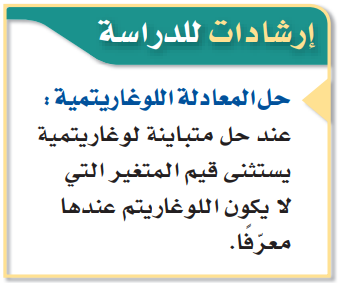 إرشادات للدراسة
حل المعادلة اللوغاريتمية :
عند حل متباينة لوغاريتمية
يستثنى قيم المتغير التي
لا يكون اللوغاريتم عندها
معرّفًا.